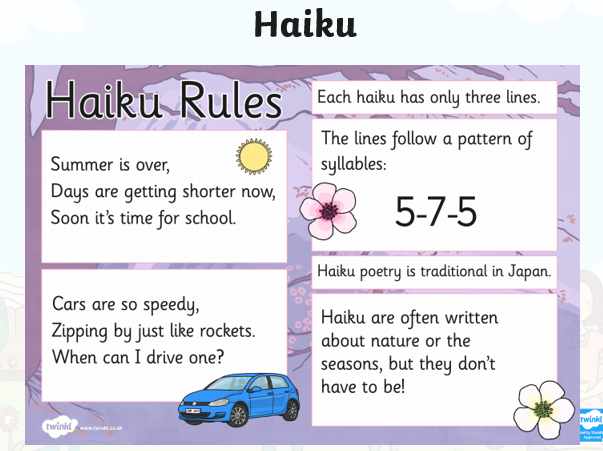 Haiku
Haiku Rules
Summer is over,
Days are getting shorter now,
Soon it's time for school.
Cars are so speedy,
Zipping by just like rockets.
When can I drive one?
Each haiku has only three lines.
The lines follow a pattern of
syllables:
5-7-5
Haiku poetry is traditional in Japan.
Haiku are often written
about nature or the
seasons, but they don't
have to be!
twinkl
www.twinkl.co.uk
twinkl
Approved